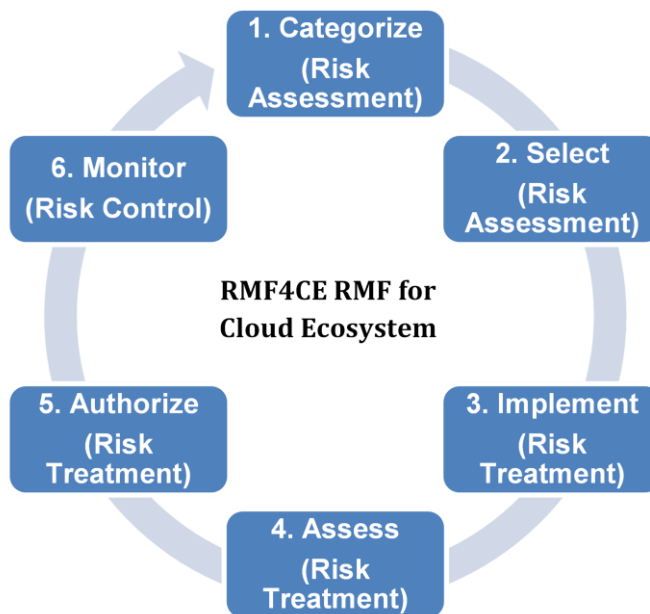 1. Categorize
(Risk
Assessment)
2. Select
(Risk
Assessment)
3. Implement
(Risk
Treatment)
4. Assess
(Risk
Treatment)
5. Authorize
(Risk
Treatment)
6. Monitor
(Risk Control)
RMF4CE RMF for
Cloud Ecosystem